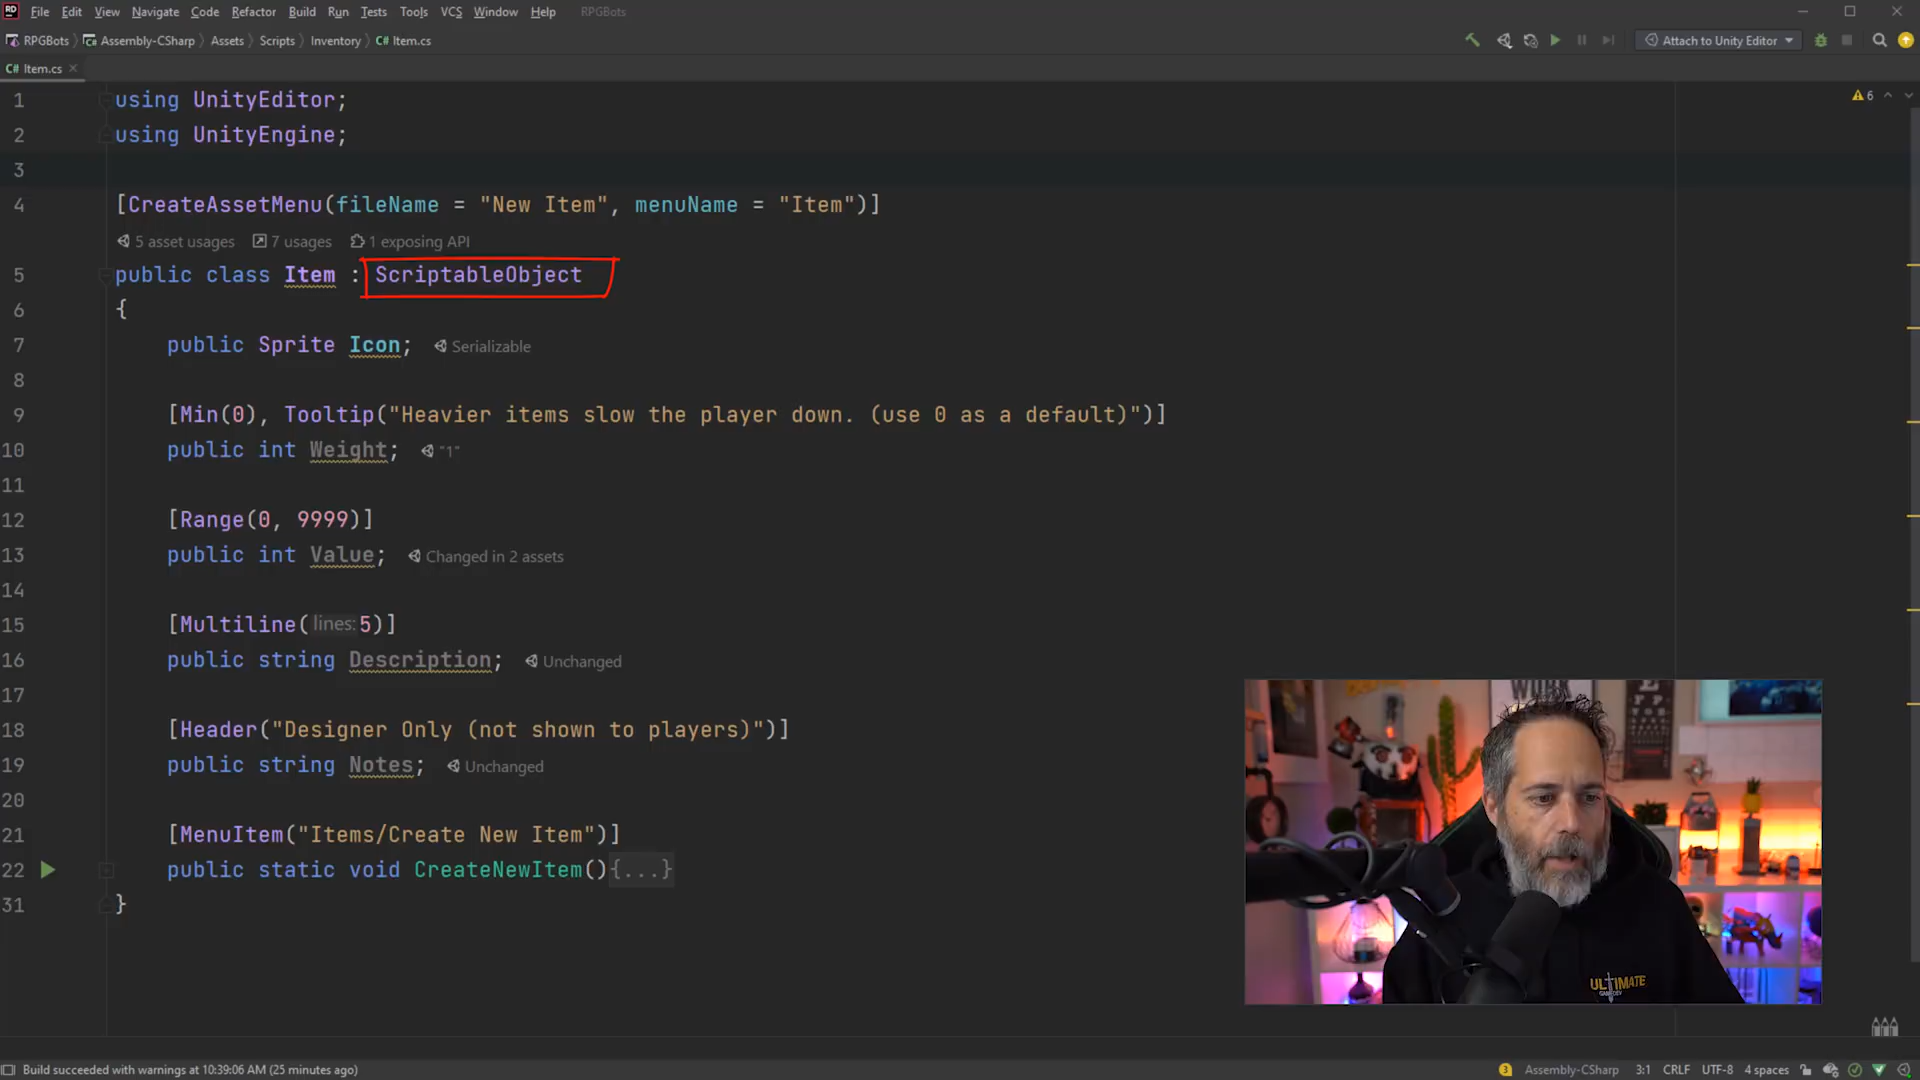 RD File Edit View Navigate Code Refactor Build Run Tests Tools VCS Window Help RPGBots
RPGBots Assembly-CSharp Assets Scripts Inventory C# Item.cs
Attach to Unity Editor
C# Item.cs
1 using UnityEditor;
6
2 using UnityEngine;
3
4 [CreateAssetMenu(fileName = "New Item", menuName = "Item")]
5 asset usages 7 usages 1 exposing API
5 public class Item : ScriptableObject
6 {
7 public Sprite Icon; Serializable
8
9 [Min(0), Tooltip("Heavier items slow the player down. (use 0 as a default)")]
10 public int Weight; "1"
11
12 [Range(0, 9999)]
13 public int Value; Changed in 2 assets
14
15 [Multiline(lines: 5)]
16 public string Description; Unchanged
17
18 [Header("Designer Only (not shown to players)")]
19 public string Notes; Unchanged
20
21 [MenuItem("Items/Create New Item")]
22 public static void CreateNewItem(){...}
31 }
WORK
ULTIMATE
GAMEDEV
Build succeeded with warnings at 10:39:06 AM (25 minutes ago)
3 Assembly-CSharp 3:1 CRLF UTF-8 4 spaces